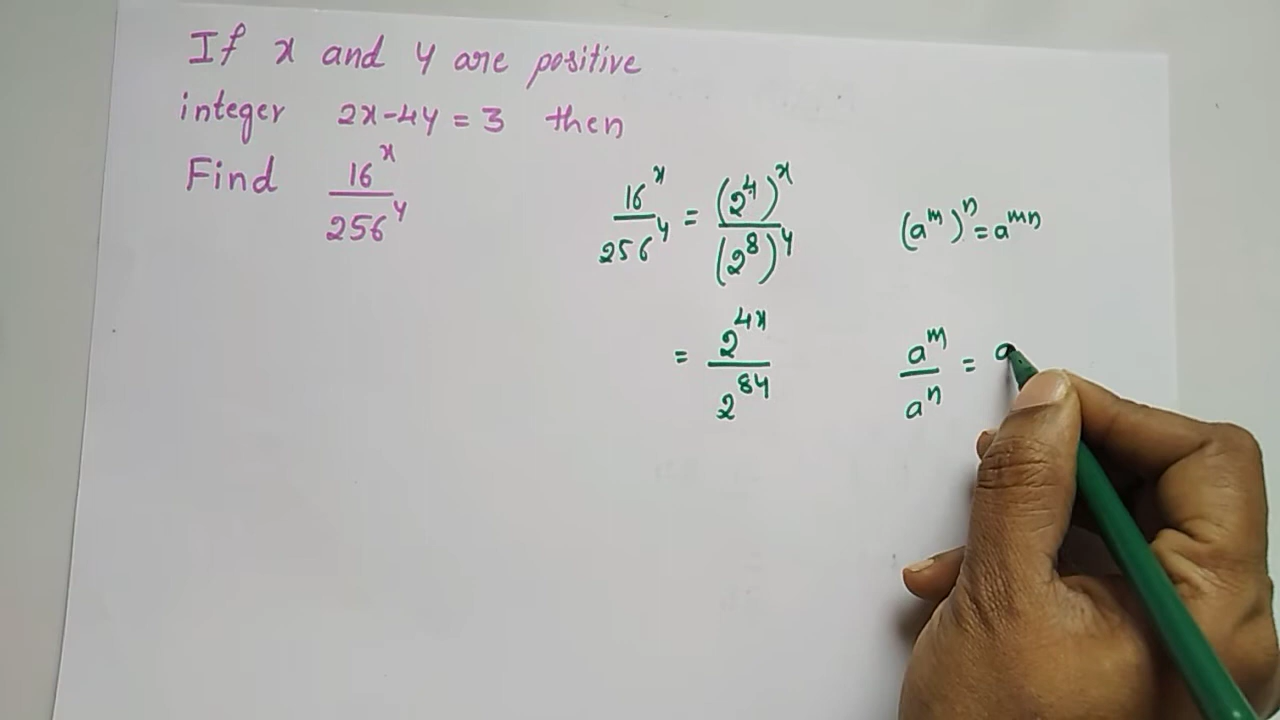 If x and y are positive
integer 2x-4y = 3 then
Find 16^x / 256^y
16^x / 256^y = (2^4)^x / (2^8)^y
= 2^4x / 2^8y
(a^m)^n = a^mn
a^m / a^n = a